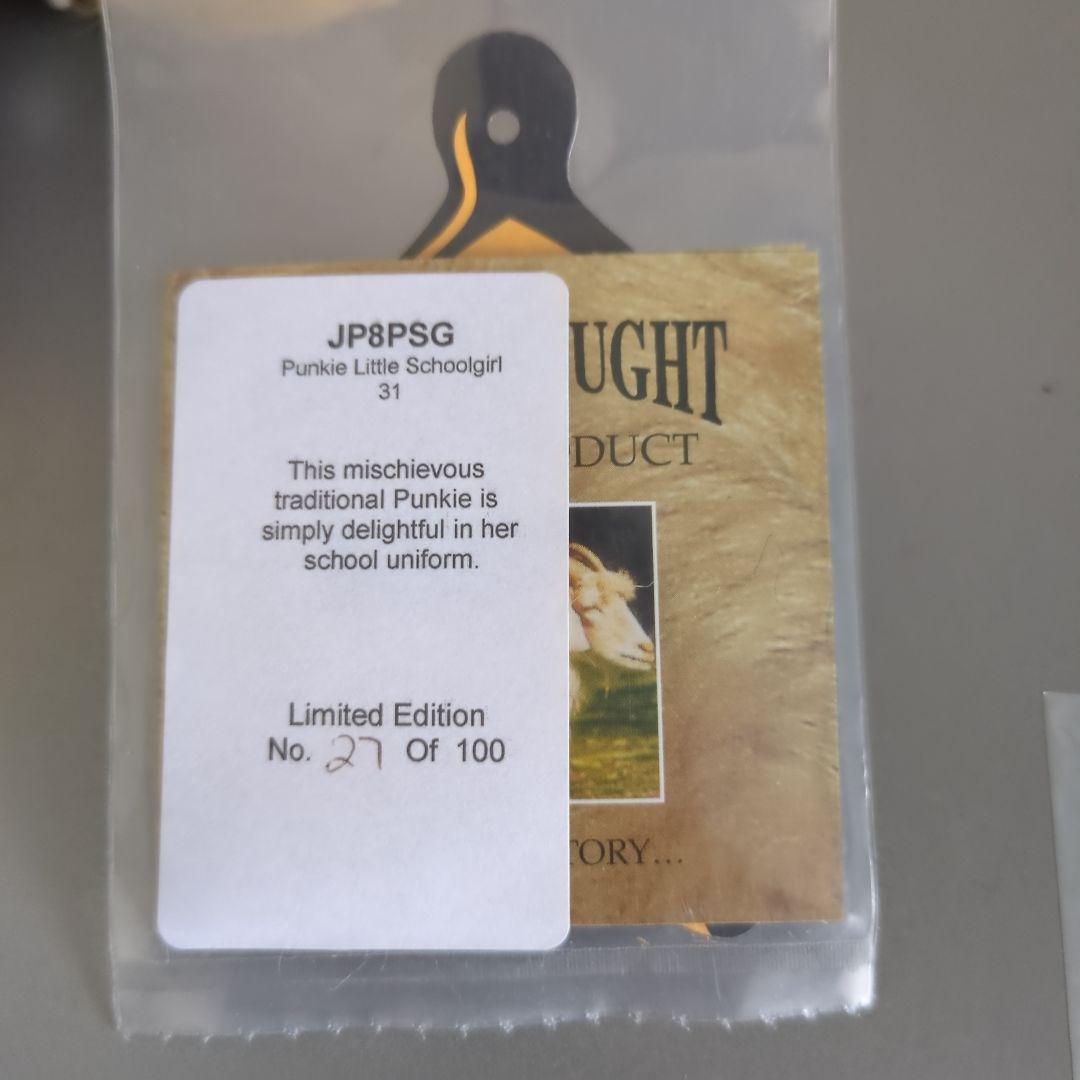 JP8PSG
Punkie Little Schoolgirl
31
This mischievous
traditional Punkie is
simply delightful in her
school uniform.
Limited Edition
No. 27 Of 100
UGHT
DUCT
TORY...